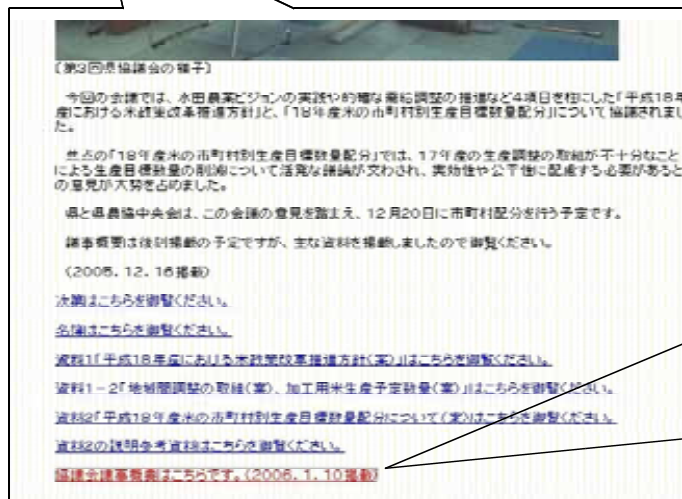 〔第3回県協議会の様子〕
今回の会議では、水田農業ビジョンの実践や的確な需給調整の推進など4項目を柱にした「平成18年
産における米政策改革推進方針」と、「18年産米の市町村別生産目標数量配分」について協議されまし
た。
焦点の「18年産米の市町村別生産目標数量配分」では、17年産の生産調整の取組が不十分なこと
による生産数量の削減について活発な議論が交わされ、実効性や公平性に配慮する必要があると
の意見が大勢を占めました。
県と県農協中央会は、この会議の意見を踏まえ、12月20日に市町村配分を行う予定です。
議事概要は後刻掲載の予定ですが、主な資料を掲載しましたので御覧ください。
（2005．12．16掲載）
次第はこちらを御覧ください。
名簿はこちらを御覧ください。
資料1「平成18年産における米政策改革推進方針（案）」はこちらを御覧ください。
資料1－2「地域間調整の取組（案）、加工用米生産予定数量（案）」はこちらを御覧ください。
資料2「平成18年産米の市町村別生産目標数量配分について（案）」はこちらを御覧ください。
資料2の説明参考資料はこちらを御覧ください。
協議会議事概要はこちらです。（2006．1．10掲載）